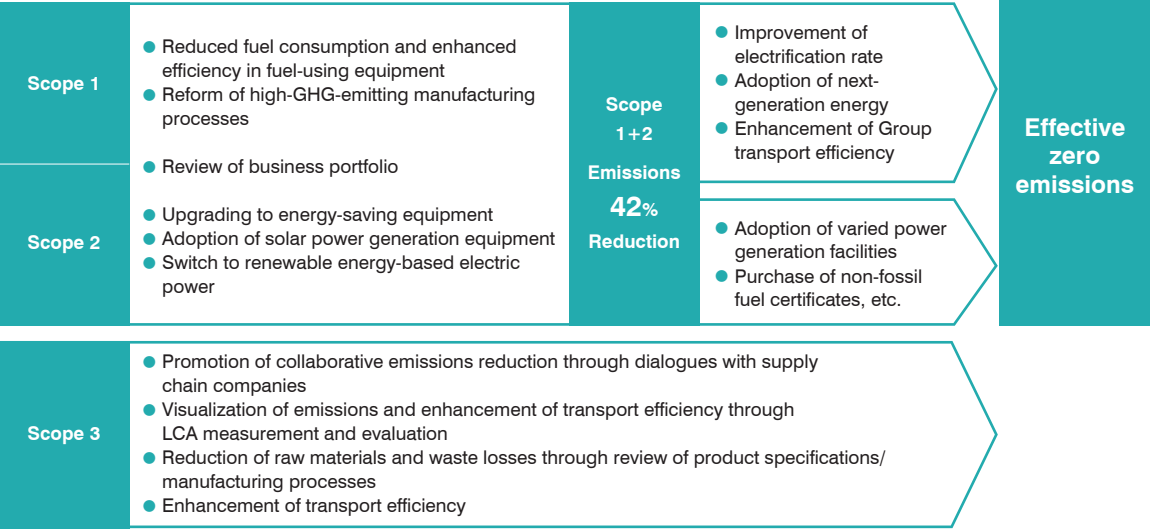 Scope 1
● Reduced fuel consumption and enhanced
efficiency in fuel-using equipment
● Reform of high-GHG-emitting manufacturing
processes
● Review of business portfolio
Scope 2
● Upgrading to energy-saving equipment
● Adoption of solar power generation equipment
● Switch to renewable energy-based electric
power
Scope
1+2
Emissions
42%
Reduction
● Improvement of
electrification rate
● Adoption of next-
generation energy
● Enhancement of Group
transport efficiency
● Adoption of varied power
generation facilities
● Purchase of non-fossil
fuel certificates, etc.
Effective
zero
emissions
Scope 3
● Promotion of collaborative emissions reduction through dialogues with supply
chain companies
● Visualization of emissions and enhancement of transport efficiency through
LCA measurement and evaluation
● Reduction of raw materials and waste losses through review of product specifications/
manufacturing processes
● Enhancement of transport efficiency